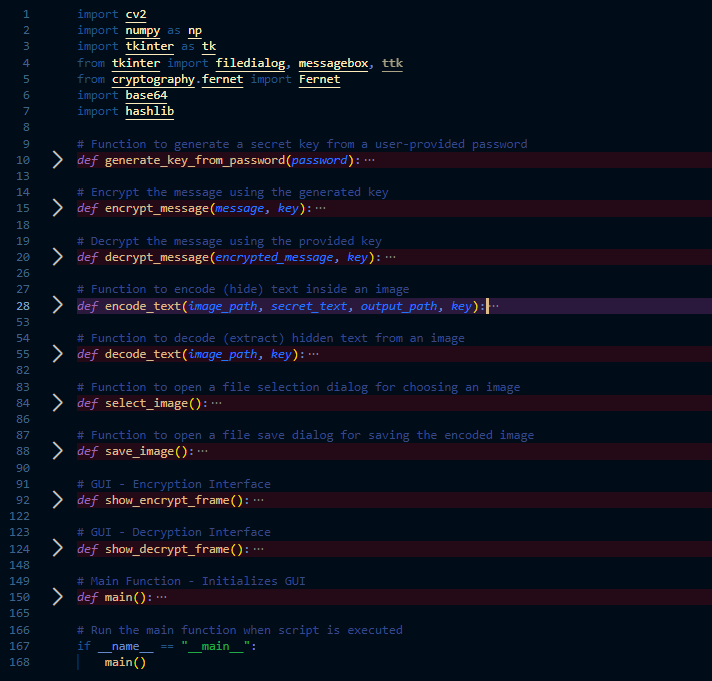 1 import cv2
2 import numpy as np
3 import tkinter as tk
4 from tkinter import filedialog, messagebox, ttk
5 from cryptography.fernet import Fernet
6 import base64
7 import hashlib
8
9 # Function to generate a secret key from a user-provided password
10 def generate_key_from_password(password):···
13
14 # Encrypt the message using the generated key
15 def encrypt_message(message, key):···
18
19 # Decrypt the message using the provided key
20 def decrypt_message(encrypted_message, key):···
26
27 # Function to encode (hide) text inside an image
28 def encode_text(image_path, secret_text, output_path, key):···
53
54 # Function to decode (extract) hidden text from an image
55 def decode_text(image_path, key):···
82
83 # Function to open a file selection dialog for choosing an image
84 def select_image():···
86
87 # Function to open a file save dialog for saving the encoded image
88 def save_image():···
90
91 # GUI - Encryption Interface
92 def show_encrypt_frame():···
122
123 # GUI - Decryption Interface
124 def show_decrypt_frame():···
148
149 # Main Function - Initializes GUI
150 def main():···
165
166 # Run the main function when script is executed
167 if __name__ == "__main__":
168 main()